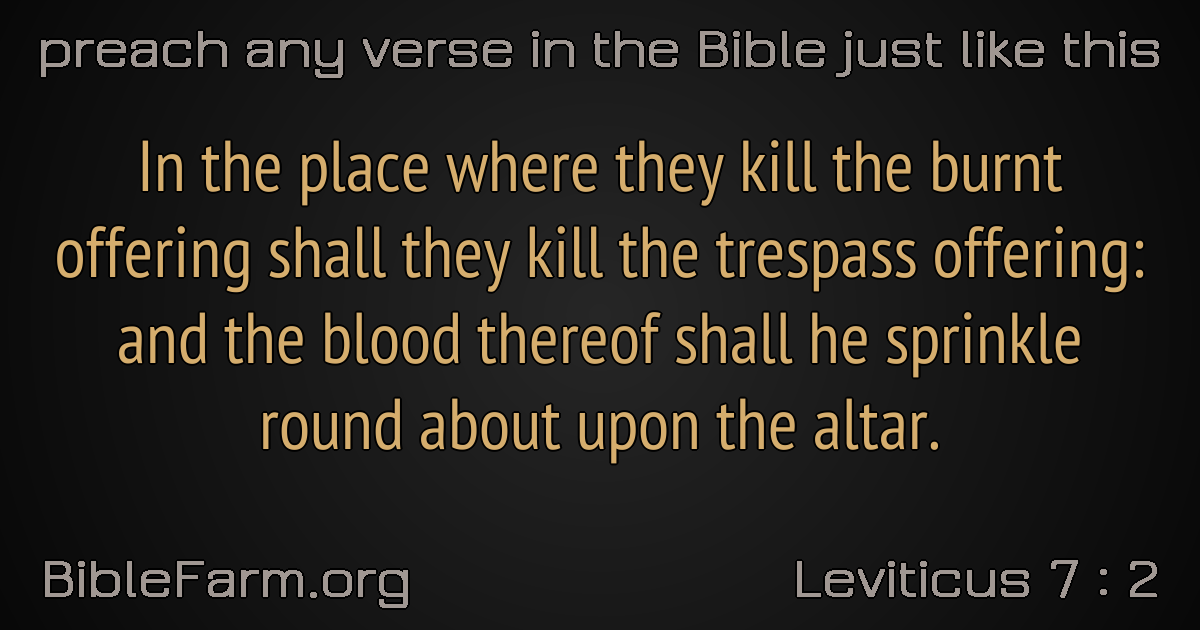 preach any verse in the Bible just like this
In the place where they kill the burnt
offering shall they kill the trespass offering:
and the blood thereof shall he sprinkle
round about upon the altar.
BibleFarm.org
Leviticus 7 : 2